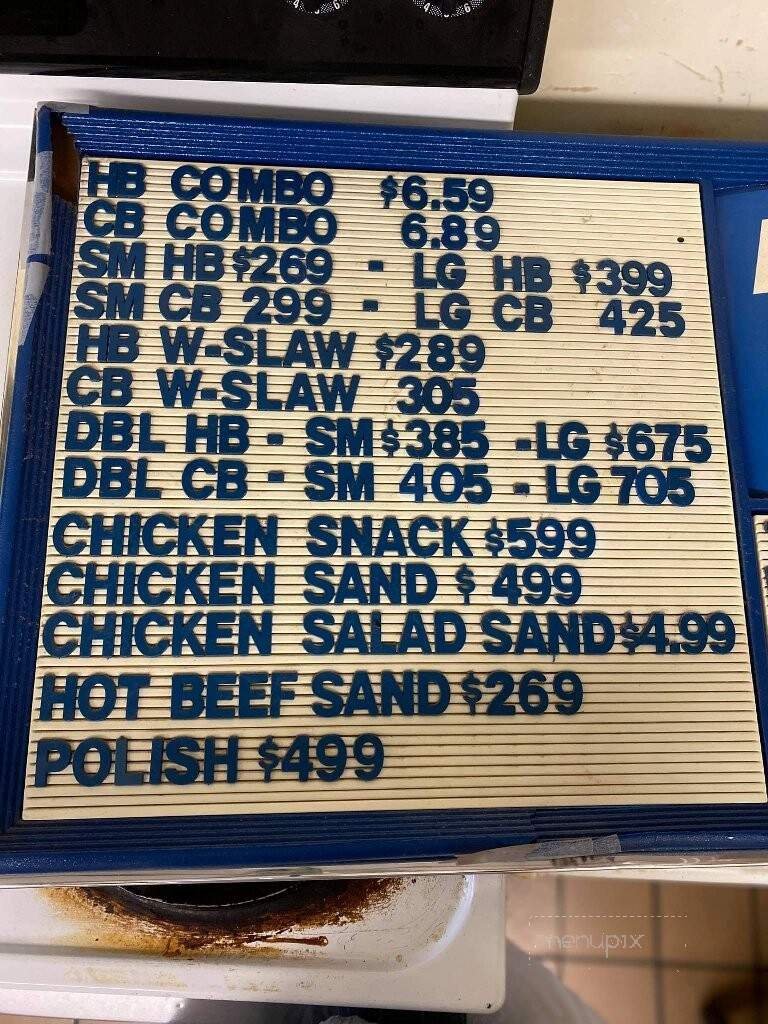 HB COMBO $6.59
CB COMBO 6.89
SM HB $269 - LG HB $399
SM CB 299 - LG CB 425
HB W-SLAW $289
CB W-SLAW 305
DBL HB - SM $385 - LG $675
DBL CB - SM 405 - LG 705
CHICKEN SNACK $599
CHICKEN SAND $499
CHICKEN SALAD SAND $4.99
HOT BEEF SAND $269
POLISH $499
menupix